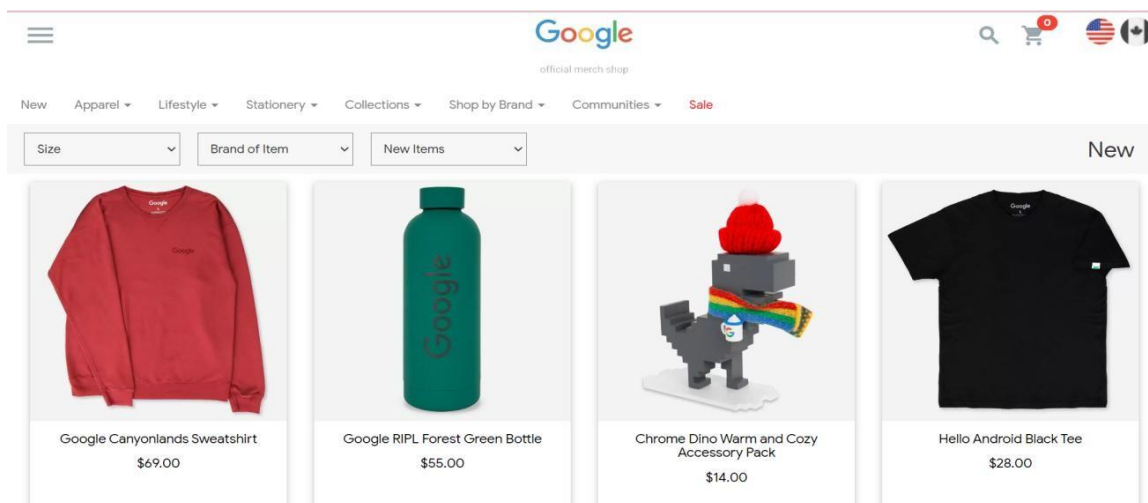 Google
0
official merch shop
New Apparel Lifestyle Stationery Collections Shop by Brand Communities Sale
Size Brand of Item New Items New
Google
Google
Google
Google
Google Canyonlands Sweatshirt
$69.00
Google RIPL Forest Green Bottle
$55.00
Chrome Dino Warm and Cozy
Accessory Pack
$14.00
Hello Android Black Tee
$28.00